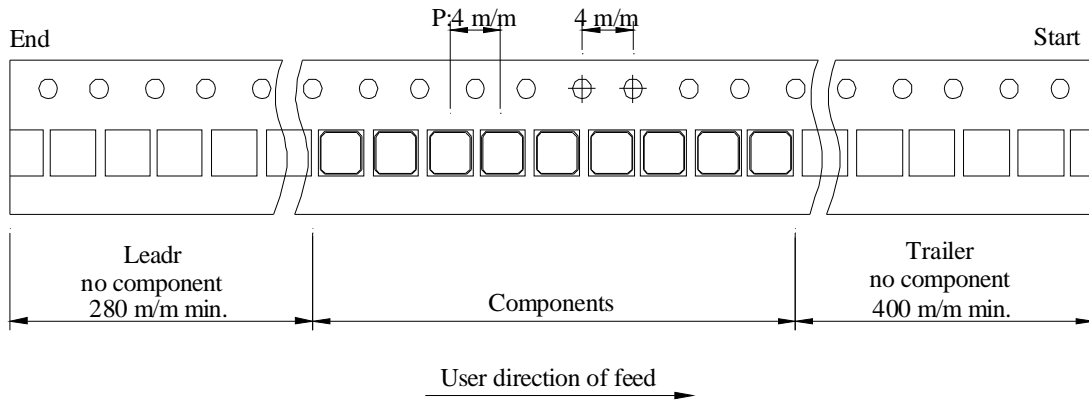 P:4 m/m
4 m/m
End
Start
Leadr
no component
280 m/m min.
Components
Trailer
no component
400 m/m min.
User direction of feed